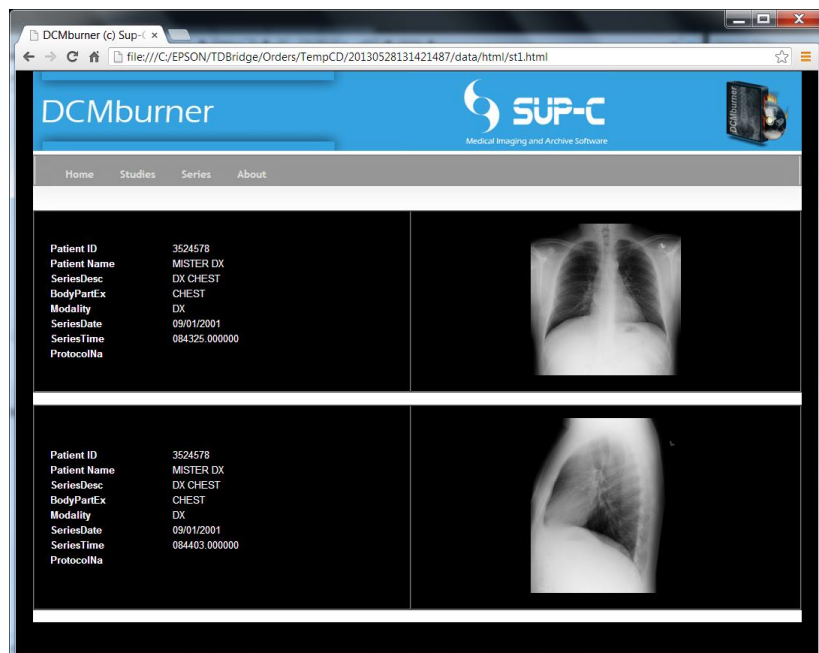 DCMburner (c) Sup-C
file:///C:/EPSON/TDBridge/Orders/TempCD/20130528131421487/data/html/st1.html
DCMburner
SUP-C
Medical Imaging and Archive Software
DCMburner
Home Studies Series About
Patient ID 3524578
Patient Name MISTER DX
SeriesDesc DX CHEST
BodyPartEx CHEST
Modality DX
SeriesDate 09/01/2001
SeriesTime 084325.000000
ProtocolNa
Patient ID 3524578
Patient Name MISTER DX
SeriesDesc DX CHEST
BodyPartEx CHEST
Modality DX
SeriesDate 09/01/2001
SeriesTime 084403.000000
ProtocolNa